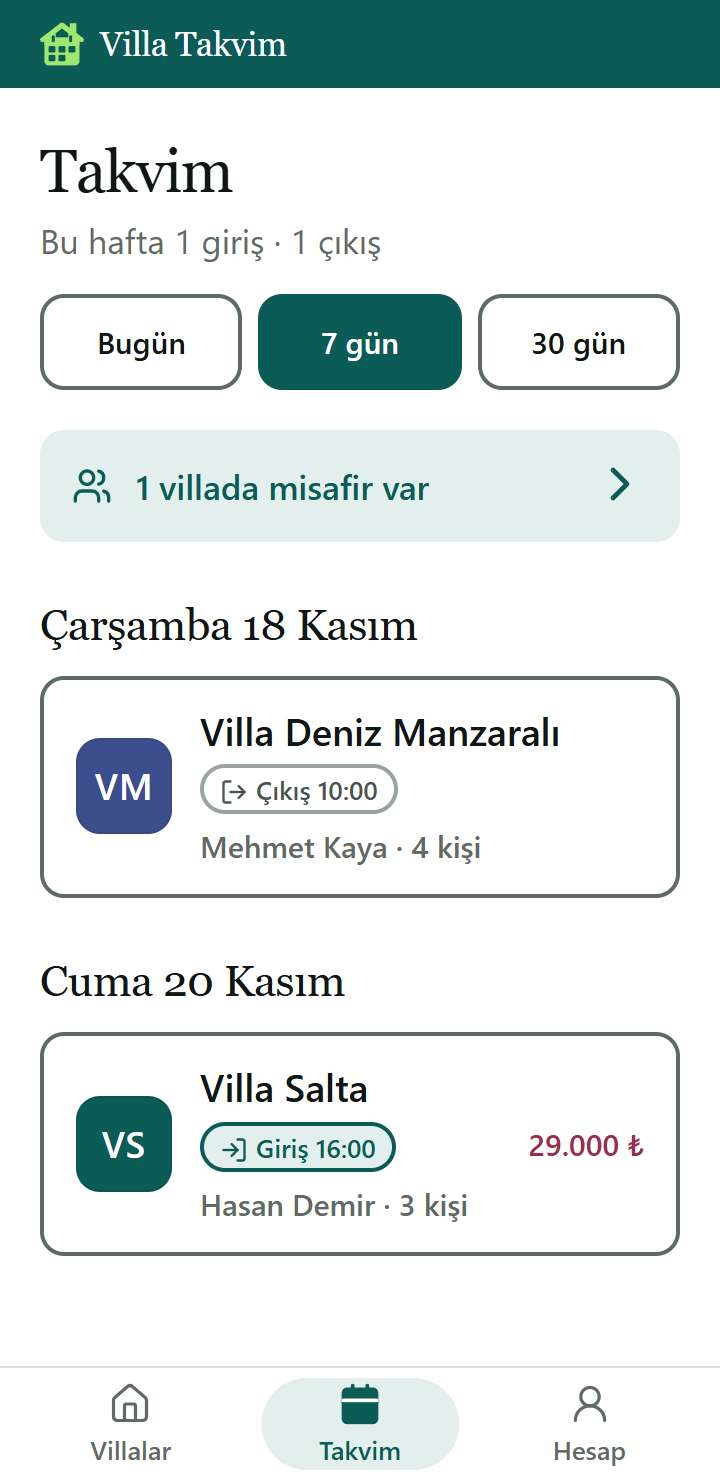 Villa Takvim
Takvim
Bu hafta 1 giriş · 1 çıkış
Bugün
7 gün
30 gün
1 villada misafir var
Çarşamba 18 Kasım
VM
Villa Deniz Manzaralı
Çıkış 10:00
Mehmet Kaya · 4 kişi
Cuma 20 Kasım
VS
Villa Salta
Giriş 16:00
29.000 ₺
Hasan Demir · 3 kişi
Villalar
Takvim
Hesap